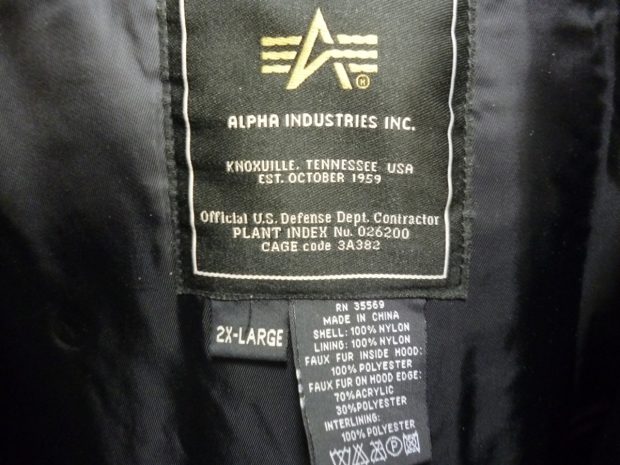 ALPHA INDUSTRIES INC.
KNOXVILLE, TENNESSEE USA
EST. OCTOBER 1959
Official U.S. Defense Dept. Contractor
PLANT INDEX No. 026200
CAGE code 3A382
2X-LARGE
RN 35569
MADE IN CHINA
SHELL: 100% NYLON
LINING: 100% NYLON
FAUX FUR INSIDE HOOD:
100% POLYESTER
FAUX FUR ON HOOD EDGE:
70%ACRYLIC
30%POLYESTER
INTERLINING:
100% POLYESTER